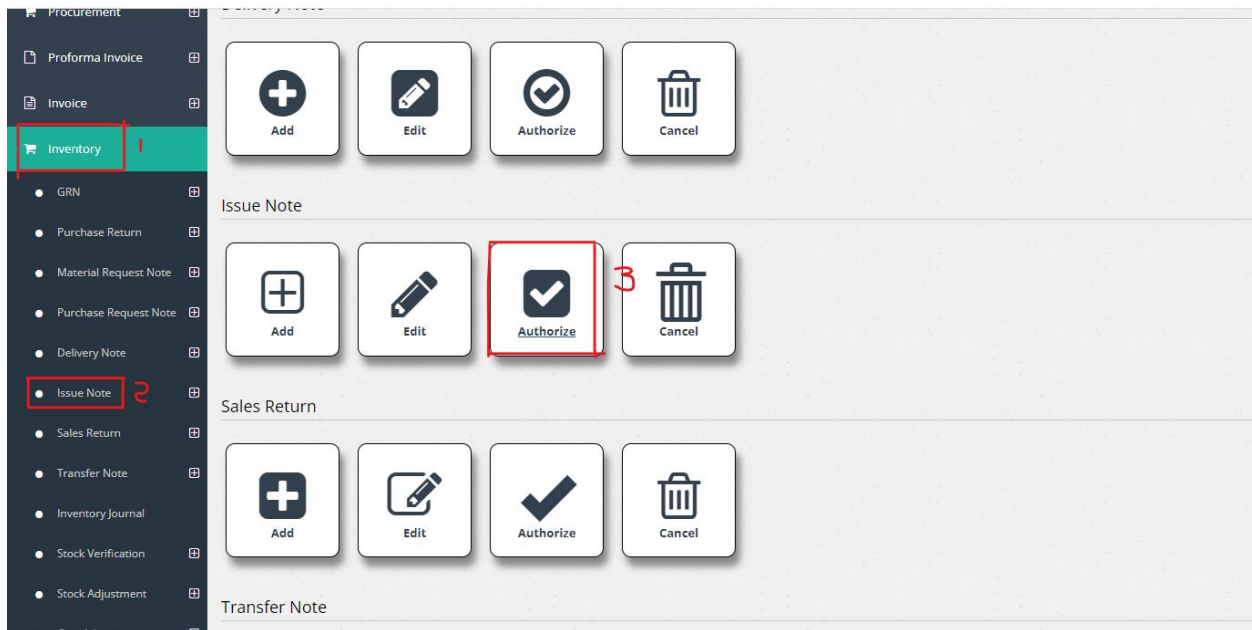 Procurement
Proforma Invoice
Invoice
Inventory 1
GRN
Purchase Return
Material Request Note
Purchase Request Note
Delivery Note
Issue Note 2
Sales Return
Transfer Note
Inventory Journal
Stock Verification
Stock Adjustment
Delivery Note
Add Edit Authorize Cancel
Issue Note
Add Edit Authorize 3 Cancel
Sales Return
Add Edit Authorize Cancel
Transfer Note